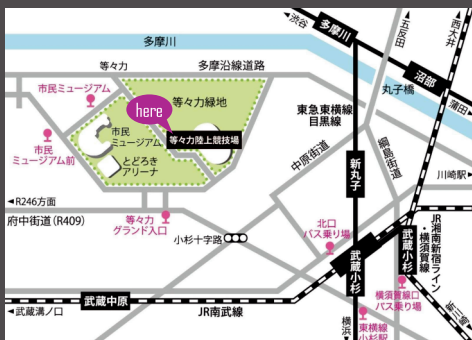 渋谷
多摩川
五反田
西大井
多摩川
等々力
多摩沿線道路
沼部
蒲田
丸子橋
市民ミュージアム
here
等々力緑地
東急東横線
目黒線
市民
ミュージアム
等々力陸上競技場
中原街道
綱島街道
市民
ミュージアム前
とどろき
アリーナ
新丸子
川崎駅
R246方面
府中街道(R409)
等々力
グランド入口
小杉十字路
北口
バス乗り場
武蔵小杉
武蔵小杉
JR湘南新宿ライン
・横須賀線
武蔵中原
JR南武線
横須賀線口
バス乗り場
武蔵溝ノ口
横浜
東横線
小杉駅
新川崎